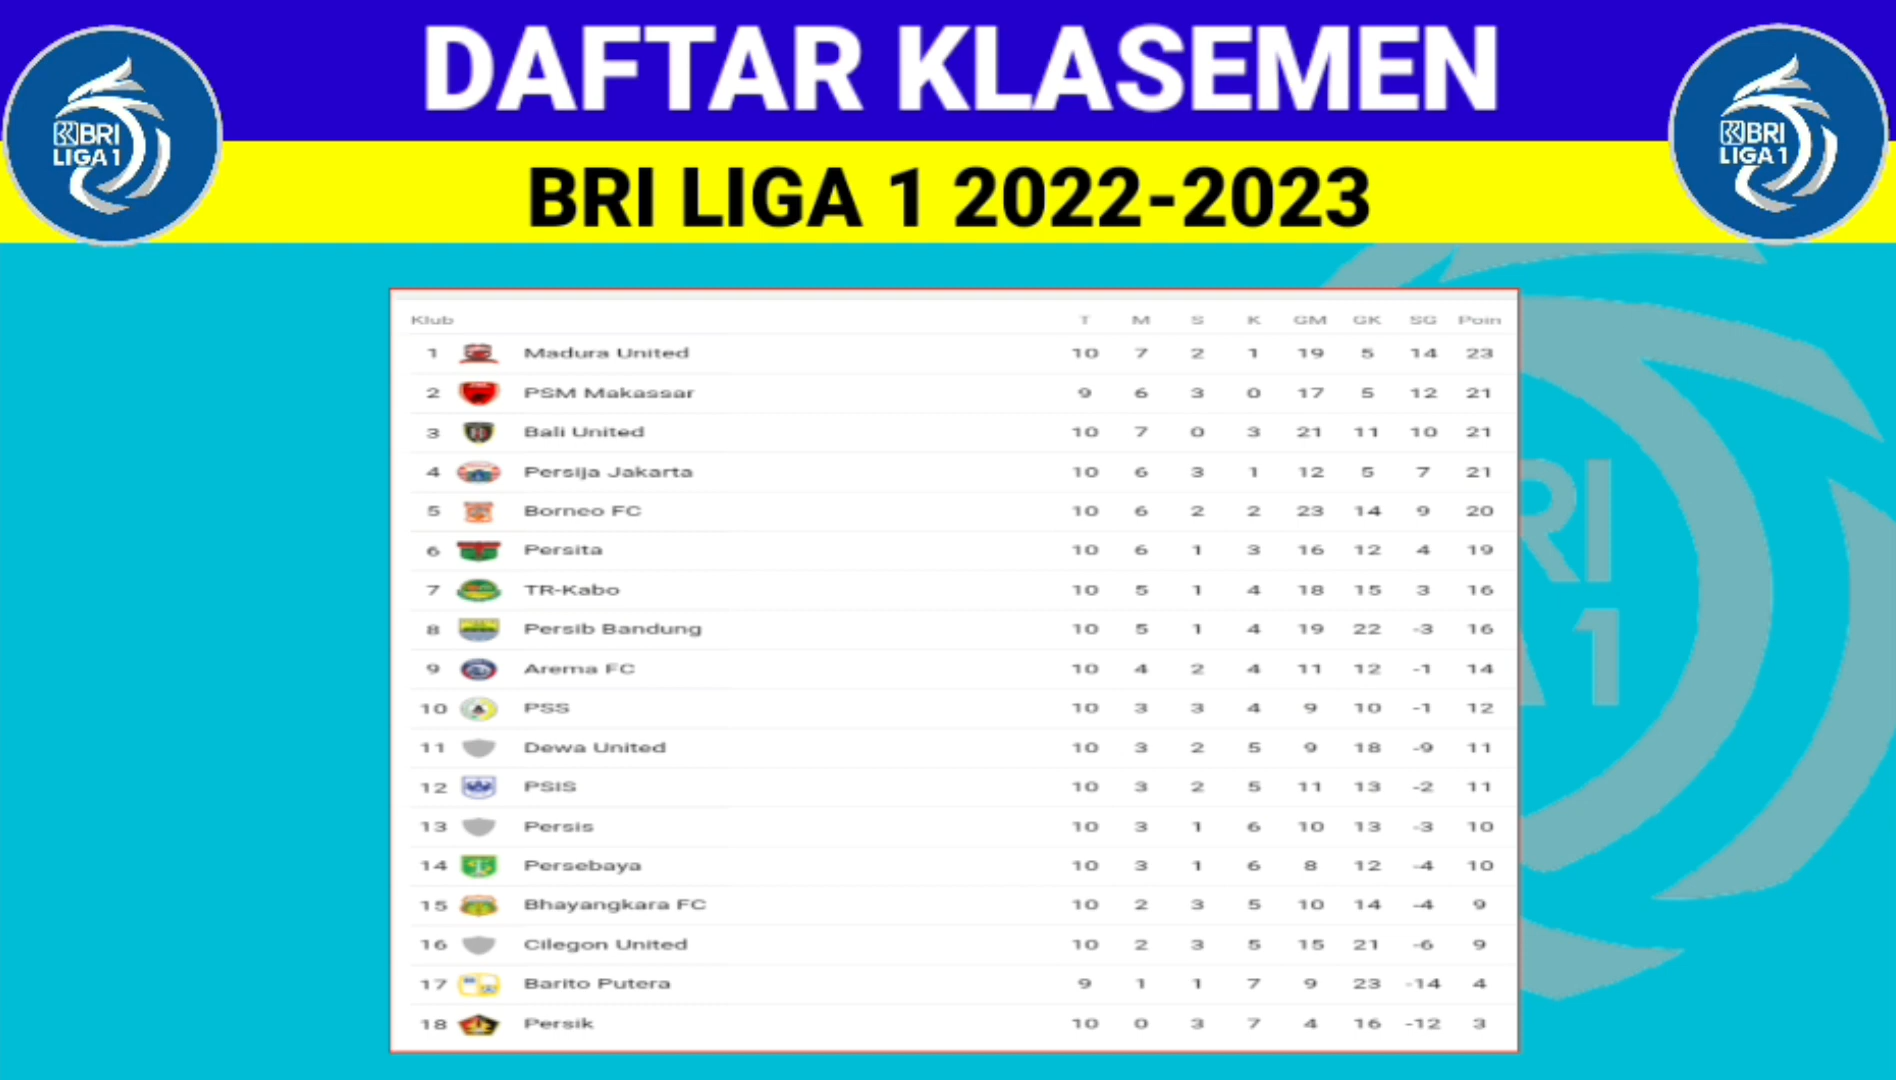 DAFTAR KLASEMEN
BRI LIGA 1 2022-2023
BRI
LIGA 1
BRI
LIGA 1
Klub T M S K GM GK SG Poin
1 Madura United 10 7 2 1 19 5 14 23
2 PSM Makassar 9 6 3 0 17 5 12 21
3 Bali United 10 7 0 3 21 11 10 21
4 Persija Jakarta 10 6 3 1 12 5 7 21
5 Borneo FC 10 6 2 2 23 14 9 20
6 Persita 10 6 1 3 16 12 4 19
7 TR-Kabo 10 5 1 4 18 15 3 16
8 Persib Bandung 10 5 1 4 19 22 -3 16
9 Arema FC 10 4 2 4 11 12 -1 14
10 PSS 10 3 3 4 9 10 -1 12
11 Dewa United 10 3 2 5 9 18 -9 11
12 PSIS 10 3 2 5 11 13 -2 11
13 Persis 10 3 1 6 10 13 -3 10
14 Persebaya 10 3 1 6 8 12 -4 10
15 Bhayangkara FC 10 2 3 5 10 14 -4 9
16 Cilegon United 10 2 3 5 15 21 -6 9
17 Barito Putera 9 1 1 7 9 23 -14 4
18 Persik 10 0 3 7 4 16 -12 3
RI
A 1